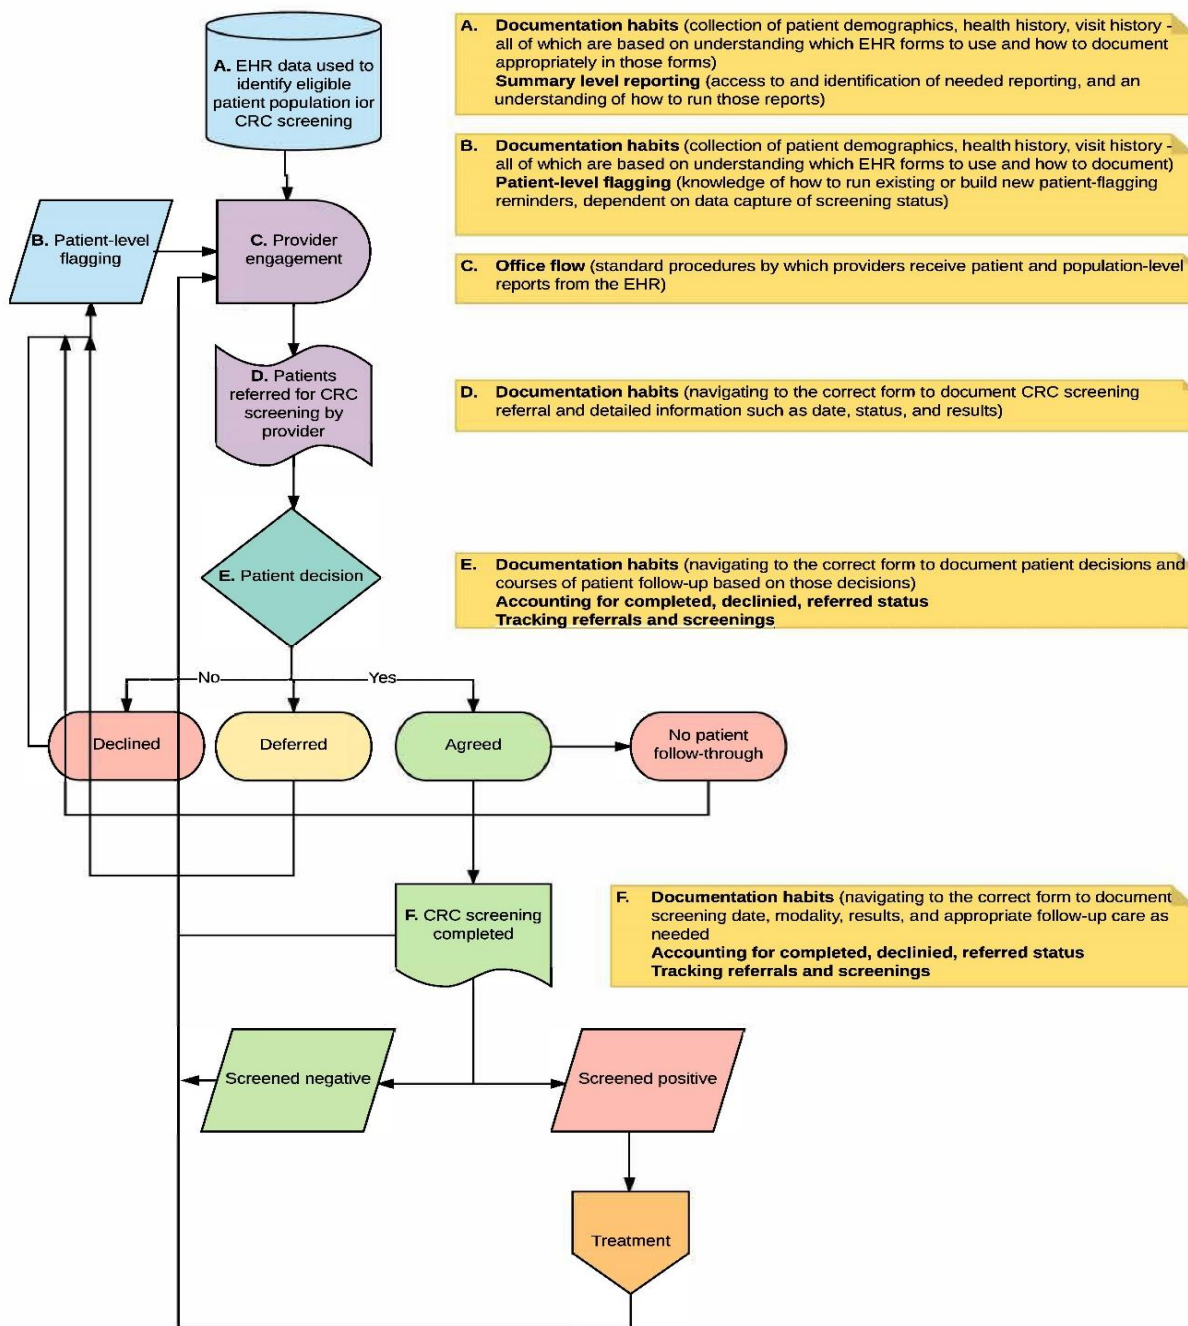 A. EHR data used to
identify eligible
patient population ior
CRC screening
A. Documentation habits (collection of patient demographics, health history, visit history -
all of which are based on understanding which EHR forms to use and how to document
appropriately in those forms)
Summary level reporting (access to and identification of needed reporting, and an
understanding of how to run those reports)
B. Documentation habits (collection of patient demographics, health history, visit history -
all of which are based on understanding which EHR forms to use and how to document)
Patient-level flagging (knowledge of how to run existing or build new patient-flagging
reminders, dependent on data capture of screening status)
B. Patient-level
flagging
C. Provider
engagement
C. Office flow (standard procedures by which providers receive patient and population-level
reports from the EHR)
D. Patients
referred for CRC
screening by
provider
D. Documentation habits (navigating to the correct form to document CRC screening
referral and detailed information such as date, status, and results)
E. Patient decision
E. Documentation habits (navigating to the correct form to document patient decisions and
courses of patient follow-up based on those decisions)
Accounting for completed, declinied, referred status
Tracking referrals and screenings
No
Yes
Declined
Deferred
Agreed
No patient
follow-through
F. CRC screening
completed
F. Documentation habits (navigating to the correct form to document
screening date, modality, results, and appropriate follow-up care as
needed
Accounting for completed, declinied, referred status
Tracking referrals and screenings
Screened negative
Screened positive
Treatment